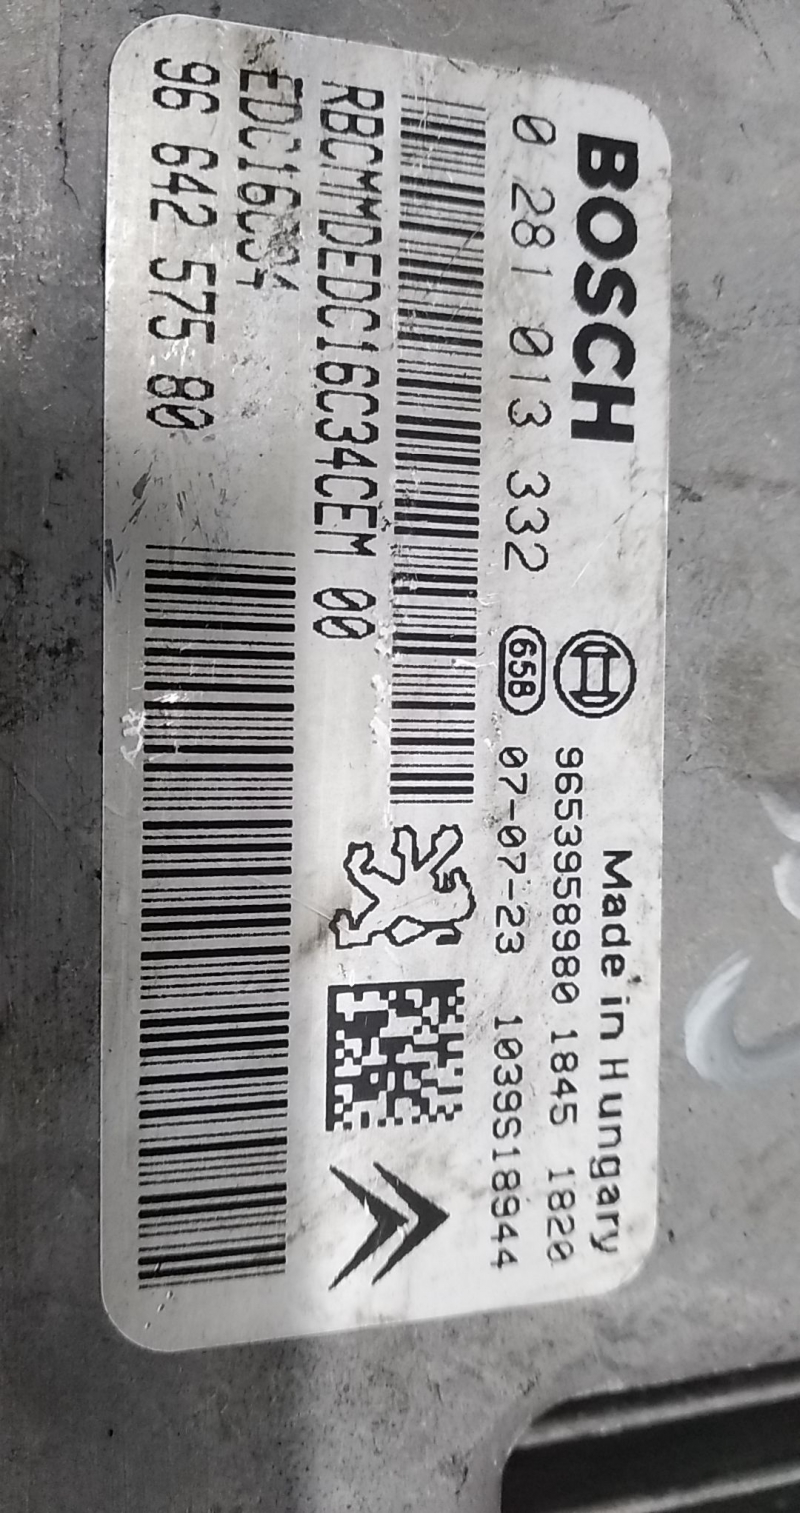 BOSCH
Made in Hungary
9653958980 1845 1820
0 281 013 332
65B
07-07-23
1039S18944
RBCMMDEDC16C34CEM 00
EDC16C34
96 642 575 80